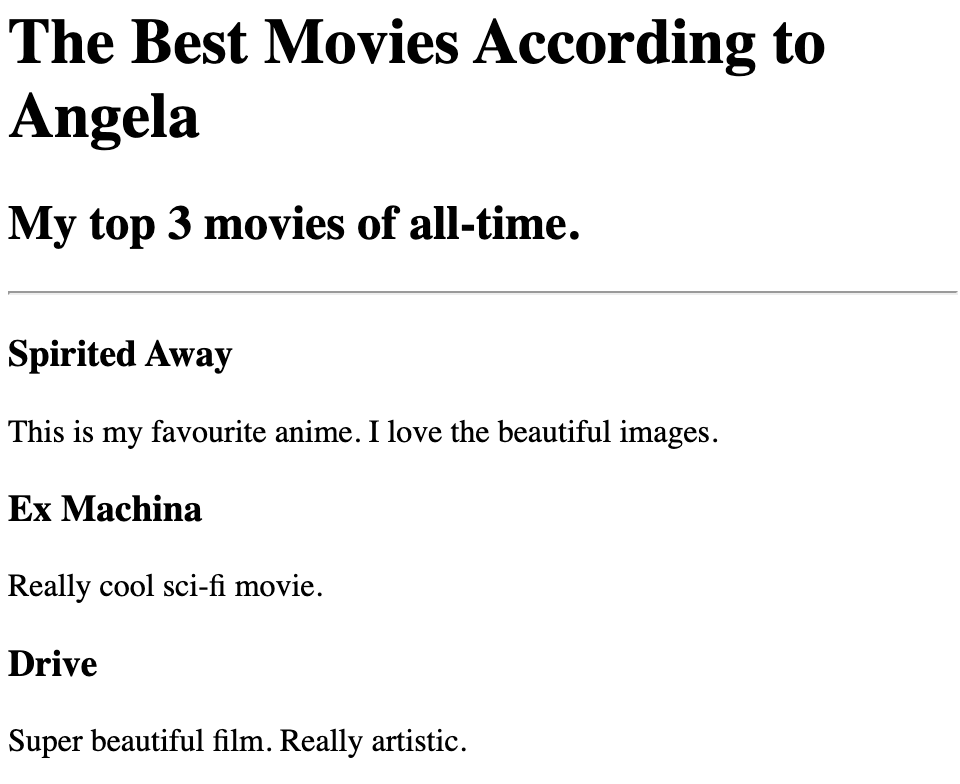 The Best Movies According to
Angela
My top 3 movies of all-time.
Spirited Away
This is my favourite anime. I love the beautiful images.
Ex Machina
Really cool sci-fi movie.
Drive
Super beautiful film. Really artistic.